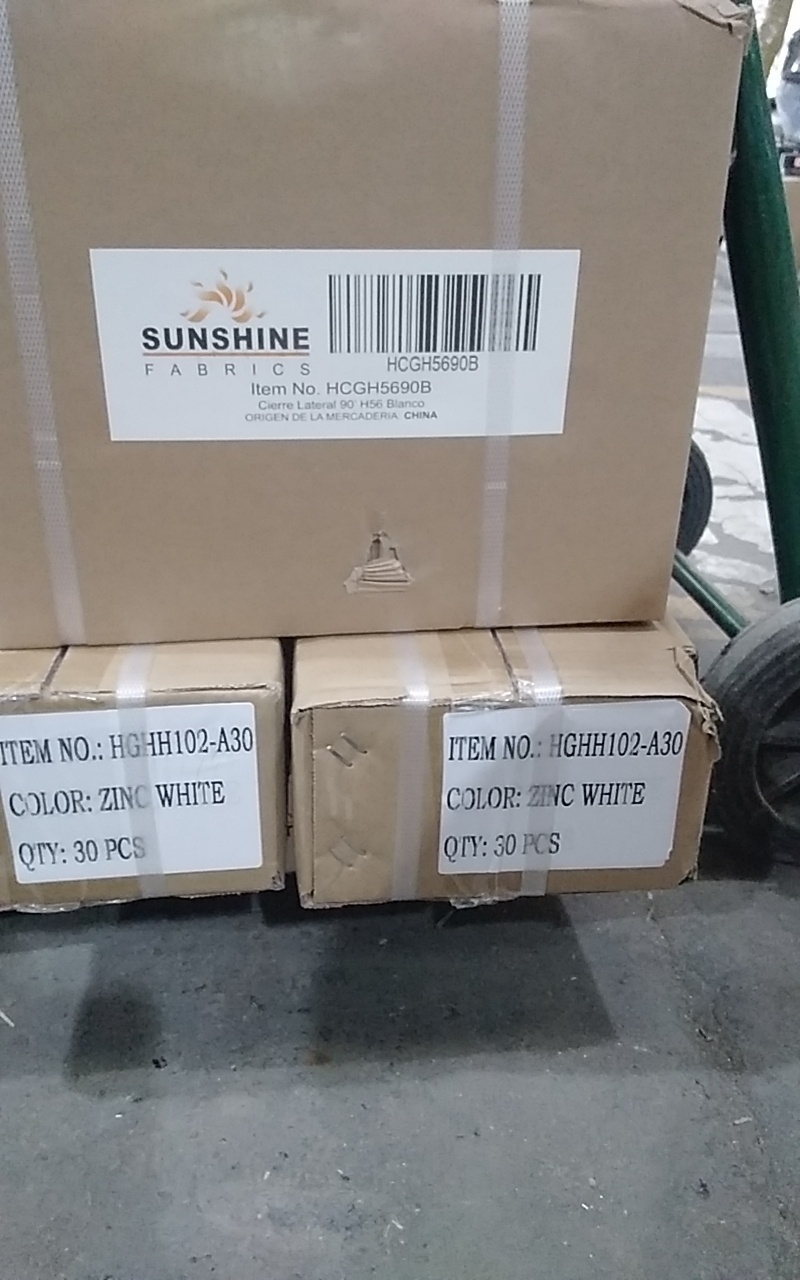 SUNSHINE
FABRICS
HCGH5690B
Item No. HCGH5690B
Cierre Lateral 90° H56 Blanco
ORIGEN DE LA MERCADERIA: CHINA
ITEM NO.: HGHH102-A30
COLOR: ZINC WHITE
QTY: 30 PCS
ITEM NO.: HGHH102-A30
COLOR: ZINC WHITE
QTY: 30 PCS